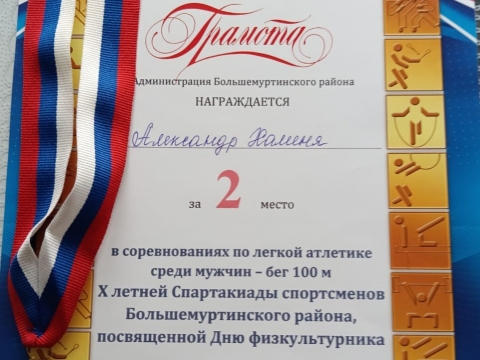 Грамота
Администрация Большемуртинского района
НАГРАЖДАЕТСЯ
Александр Халиня
за 2 место
в соревнованиях по легкой атлетике
среди мужчин – бег 100 м
X летней Спартакиады спортсменов
Большемуртинского района,
посвященной Дню физкультурника